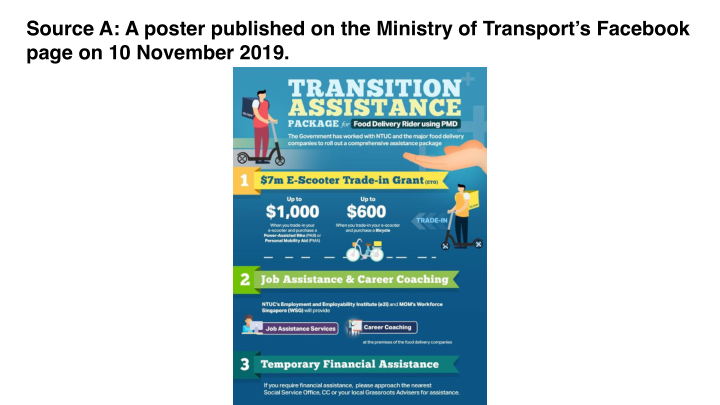 Source A: A poster published on the Ministry of Transport’s Facebook
page on 10 November 2019.
TRANSITION
ASSISTANCE
PACKAGE for Food Delivery Rider using PMD
The Government has worked with NTUC and the major food delivery
companies to roll out a comprehensive assistance package
1 $7m E-Scooter Trade-in Grant (ETG)
Up to
$1,000
When you trade-in your
e-scooter and purchase a
Power-Assisted Bike (PAB) or
Personal Mobility Aid (PMA)
Up to
$600
When you trade-in your e-scooter
and purchase a Bicycle
TRADE-IN
2 Job Assistance & Career Coaching
NTUC's Employment and Employability Institute (e2i) and MOM's Workforce
Singapore (WSG) will provide
Job Assistance Services
Career Coaching
at the premises of the food delivery companies
3 Temporary Financial Assistance
If you require financial assistance, please approach the nearest
Social Service Office, CC or your local Grassroots Advisers for assistance.